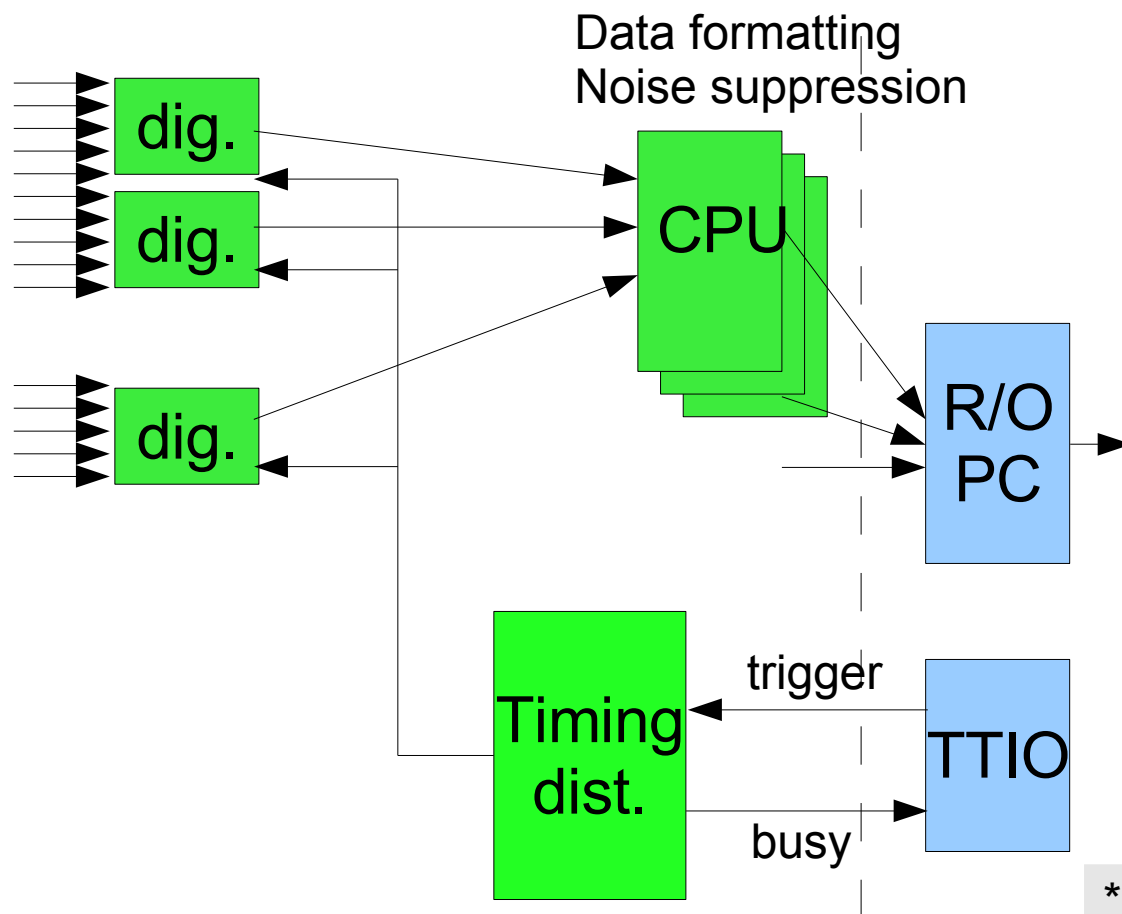 Data formatting
Noise suppression
dig.
dig.
CPU
dig.
R/O
PC
trigger
Timing
dist.
TTIO
busy
*